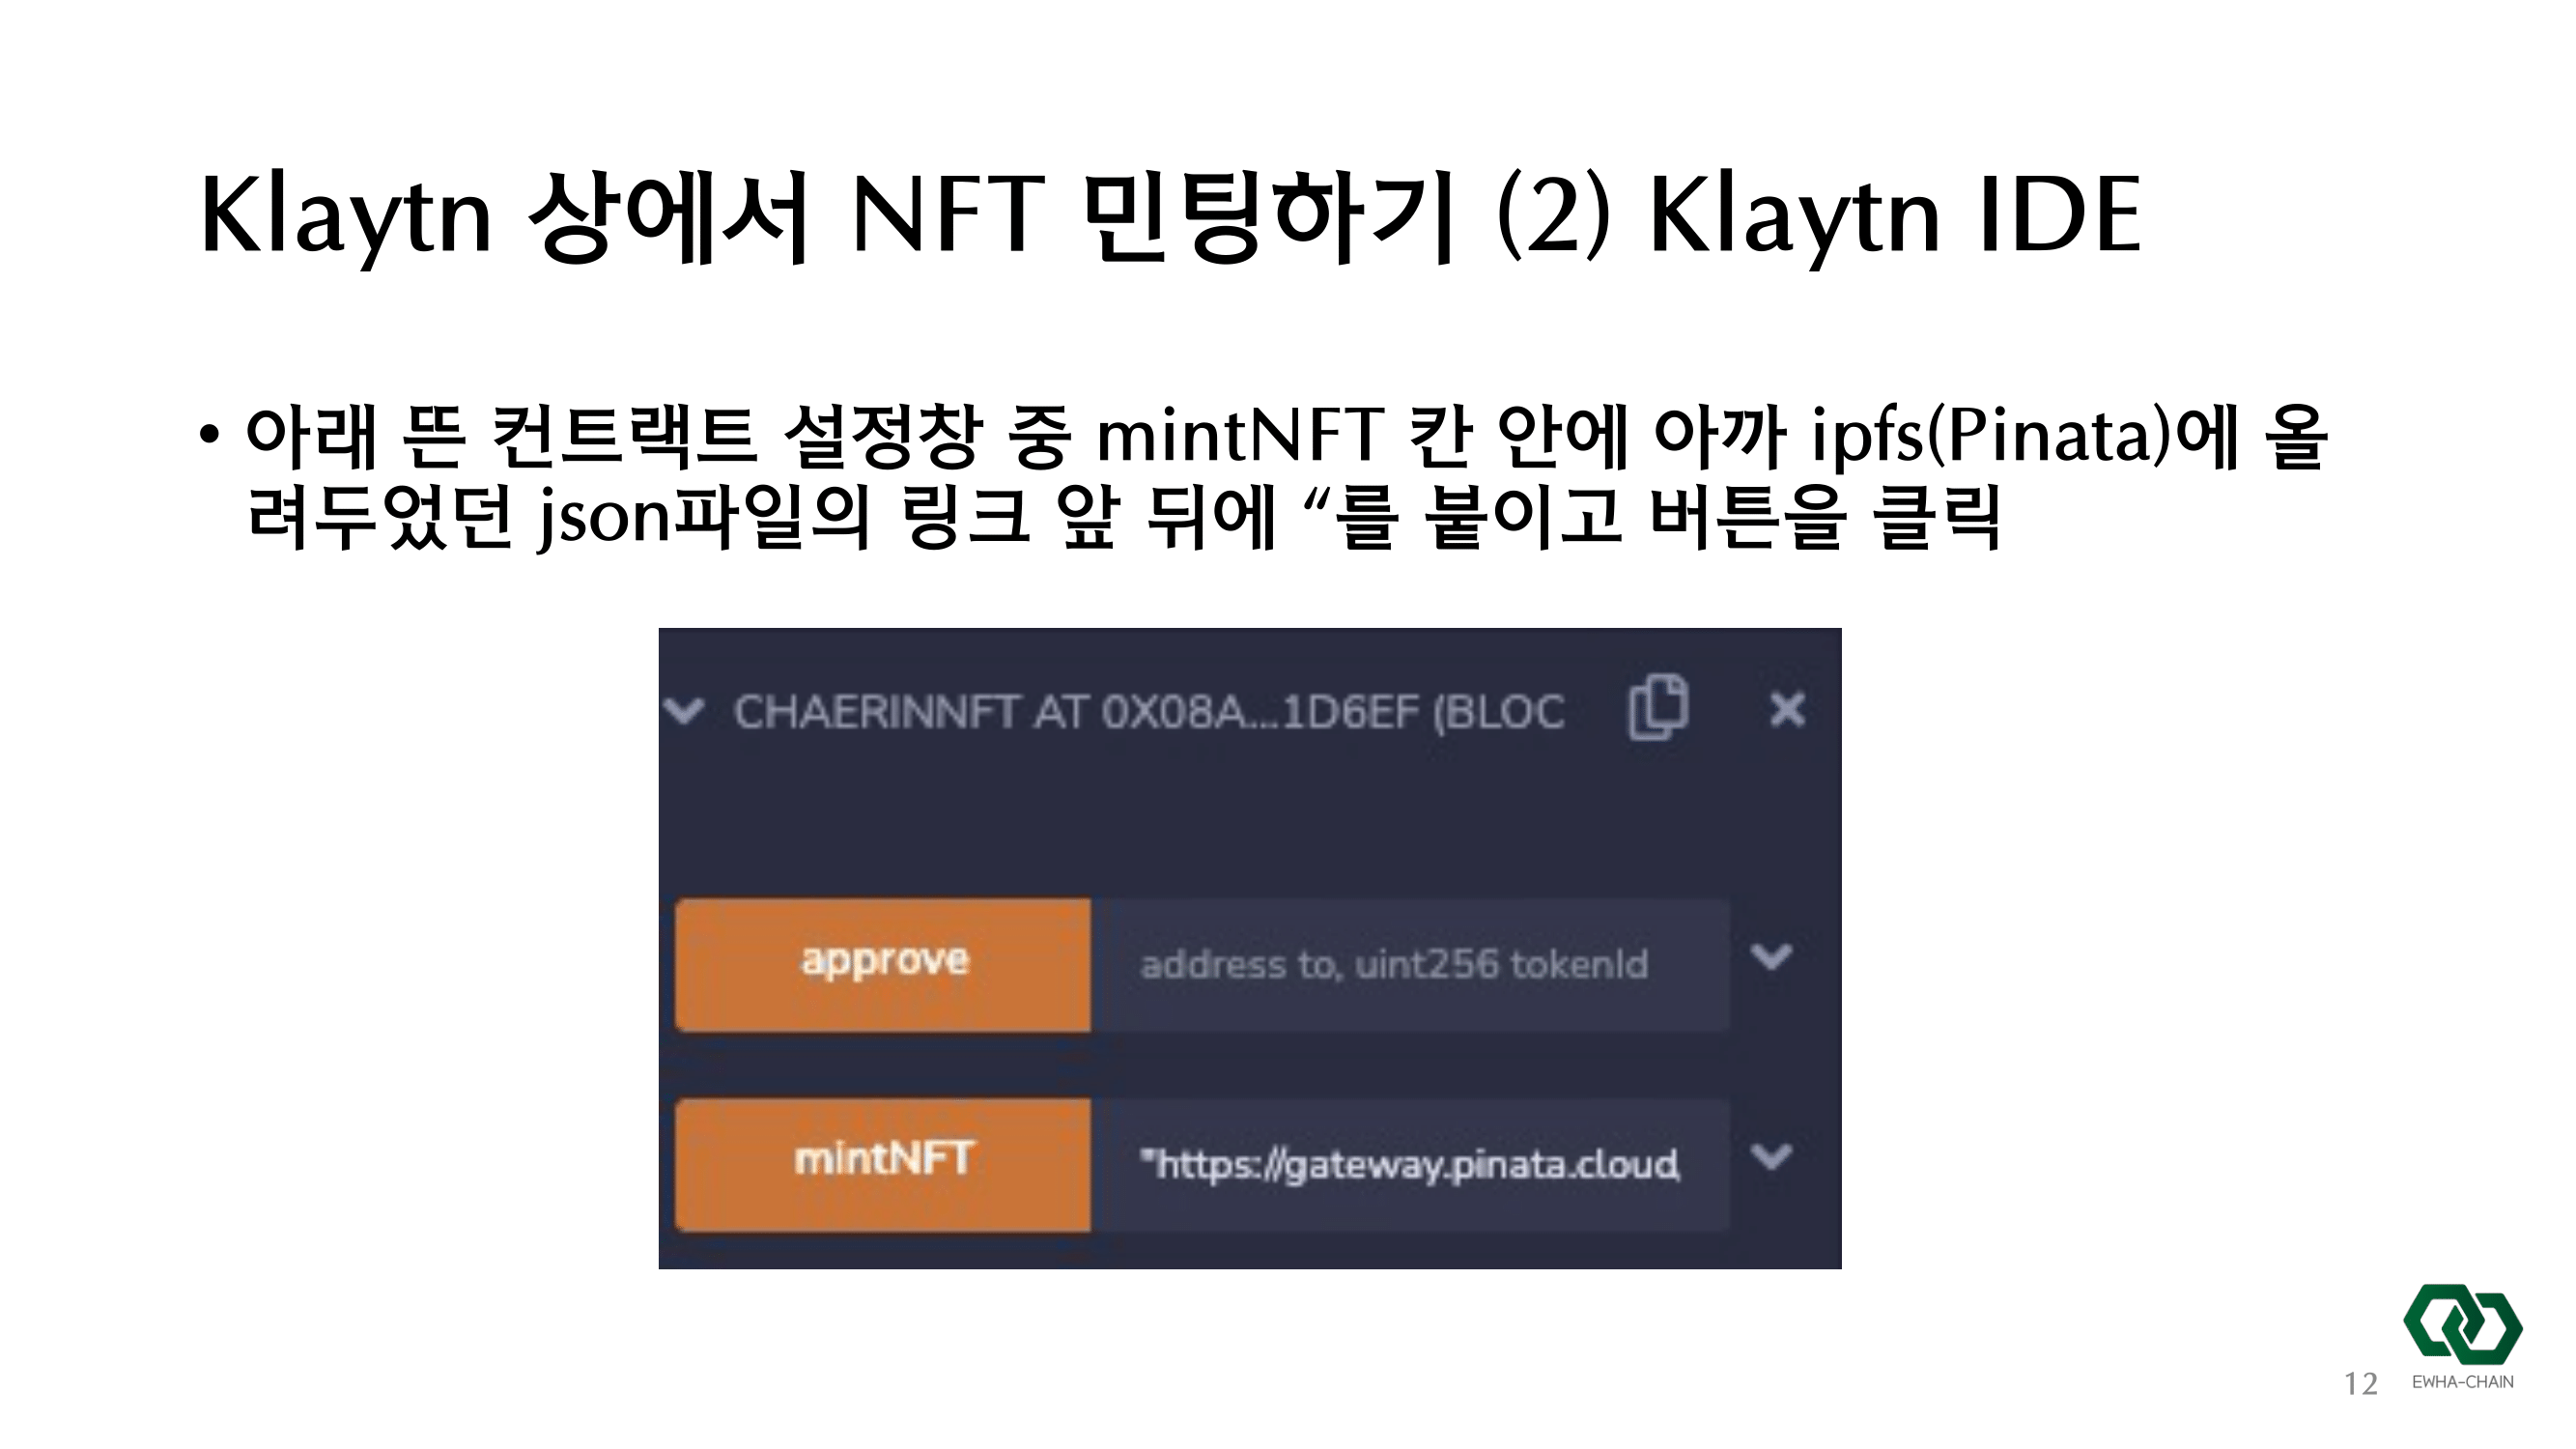 Klaytn 상에서 NFT 민팅하기 (2) Klaytn IDE
• 아래 뜬 컨트랙트 설정창 중 mintNFT 칸 안에 아까 ipfs(Pinata)에 올
려두었던 json파일의 링크 앞 뒤에 “를 붙이고 버튼을 클릭
CHAERINNFT AT 0X08A...1D6EF (BLOC
approve address to, uint256 tokenId
mintNFT "https://gateway.pinata.cloud,
12 EWHA-CHAIN